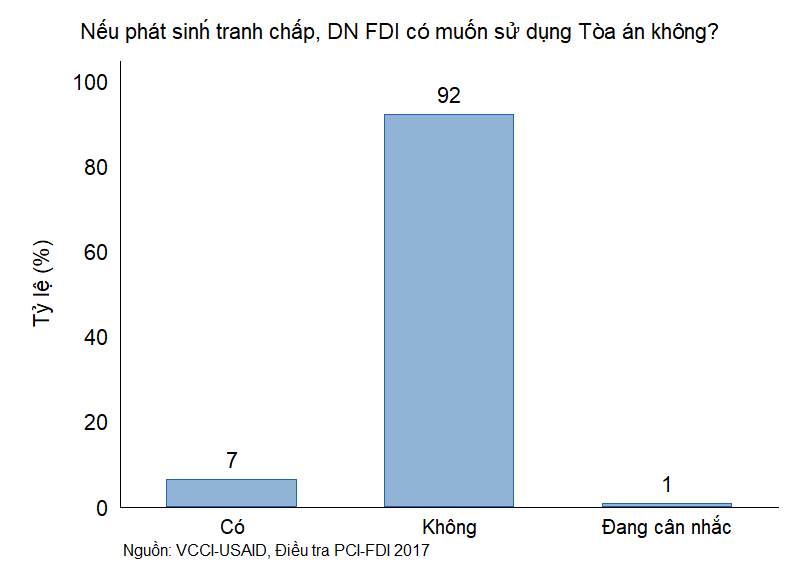 Nếu phát sinh tranh chấp, DN FDI có muốn sử dụng Tòa án không?
Tỷ lệ (%)
100
80
60
40
20
0
7
92
1
Có
Không
Đang cân nhắc
Nguồn: VCCI-USAID, Điều tra PCI-FDI 2017